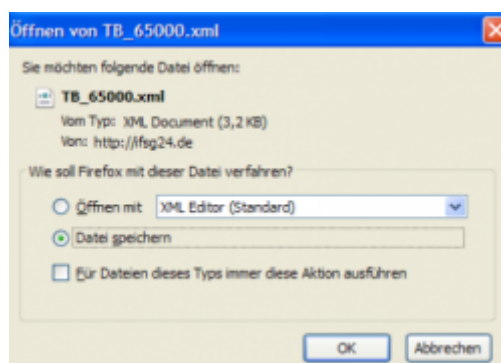 Öffnen von TB_65000.xml
Sie möchten folgende Datei öffnen:
TB_65000.xml
Vom Typ: XML Document (3,2 KB)
Von: http://ifsg24.de
Wie soll Firefox mit dieser Datei verfahren?
Öffnen mit XML Editor (Standard)
Datei speichern
Für Dateien dieses Typs immer diese Aktion ausführen
OK Abbrechen